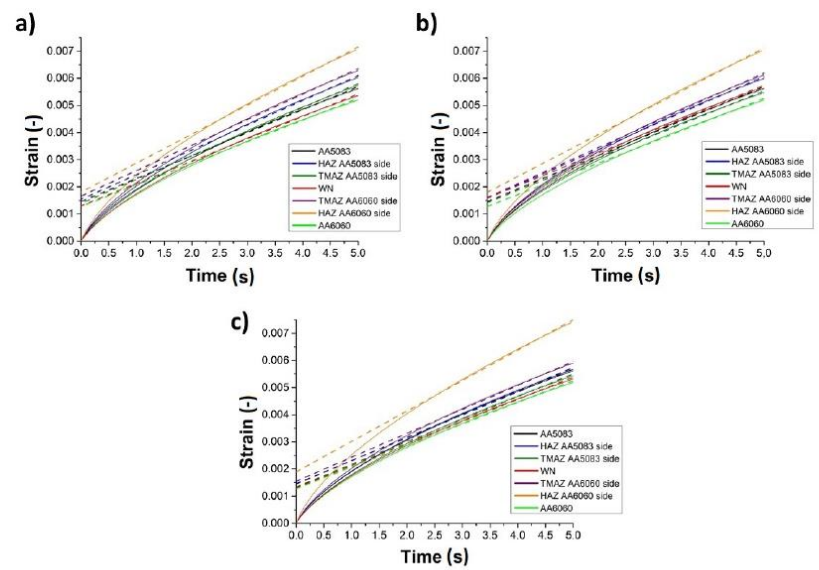 a)
0.007
0.006
0.005
0.004
0.003
0.002
0.001
0.000
Strain (-)
AA5083
HAZ AA5083 side
TMAZ AA5083 side
WN
TMAZ AA6060 side
HAZ AA6060 side
AA6060
0.0 0.5 1.0 1.5 2.0 2.5 3.0 3.5 4.0 4.5 5.0
Time (s)
b)
0.007
0.006
0.005
0.004
0.003
0.002
0.001
0.000
Strain (-)
AA5083
HAZ AA5083 side
TMAZ AA5083 side
WN
TMAZ AA6060 side
HAZ AA6060 side
AA6060
0.0 0.5 1.0 1.5 2.0 2.5 3.0 3.5 4.0 4.5 5.0
Time (s)
c)
0.007
0.006
0.005
0.004
0.003
0.002
0.001
0.000
Strain (-)
AA5083
HAZ AA5083 side
TMAZ AA5083 side
WN
TMAZ AA6060 side
HAZ AA6060 side
AA6060
0.0 0.5 1.0 1.5 2.0 2.5 3.0 3.5 4.0 4.5 5.0
Time (s)